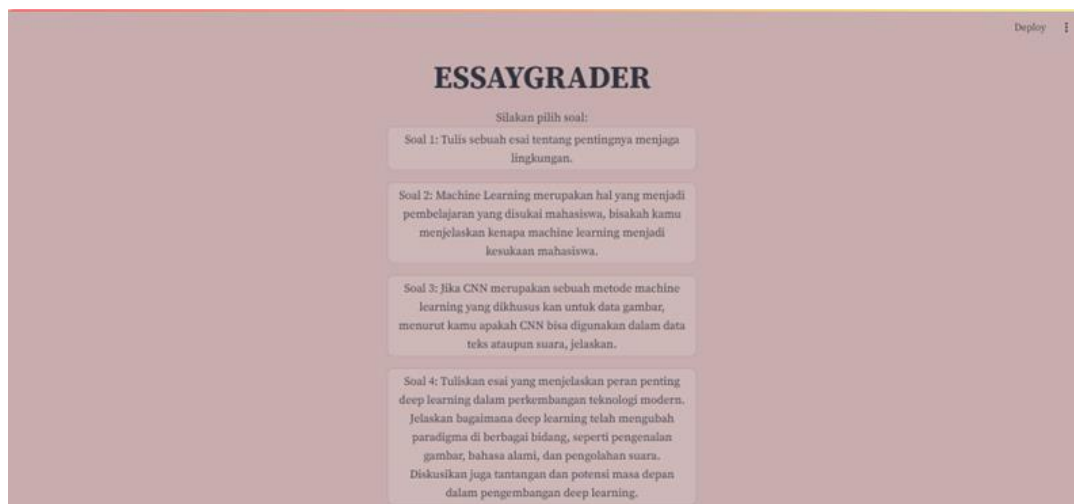 Deploy
ESSAYGRADER
Silakan pilih soal:
Soal 1: Tulis sebuah esai tentang pentingnya menjaga
lingkungan.
Soal 2: Machine Learning merupakan hal yang menjadi
pembelajaran yang disukai mahasiswa, bisakah kamu
menjelaskan kenapa machine learning menjadi
kesukaan mahasiswa.
Soal 3: Jika CNN merupakan sebuah metode machine
learning yang dikhusus kan untuk data gambar,
menurut kamu apakah CNN bisa digunakan dalam data
teks ataupun suara, jelaskan.
Soal 4: Tuliskan esai yang menjelaskan peran penting
deep learning dalam perkembangan teknologi modern.
Jelaskan bagaimana deep learning telah mengubah
paradigma di berbagai bidang, seperti pengenalan
gambar, bahasa alami, dan pengolahan suara.
Diskusikan juga tantangan dan potensi masa depan
dalam pengembangan deep learning.